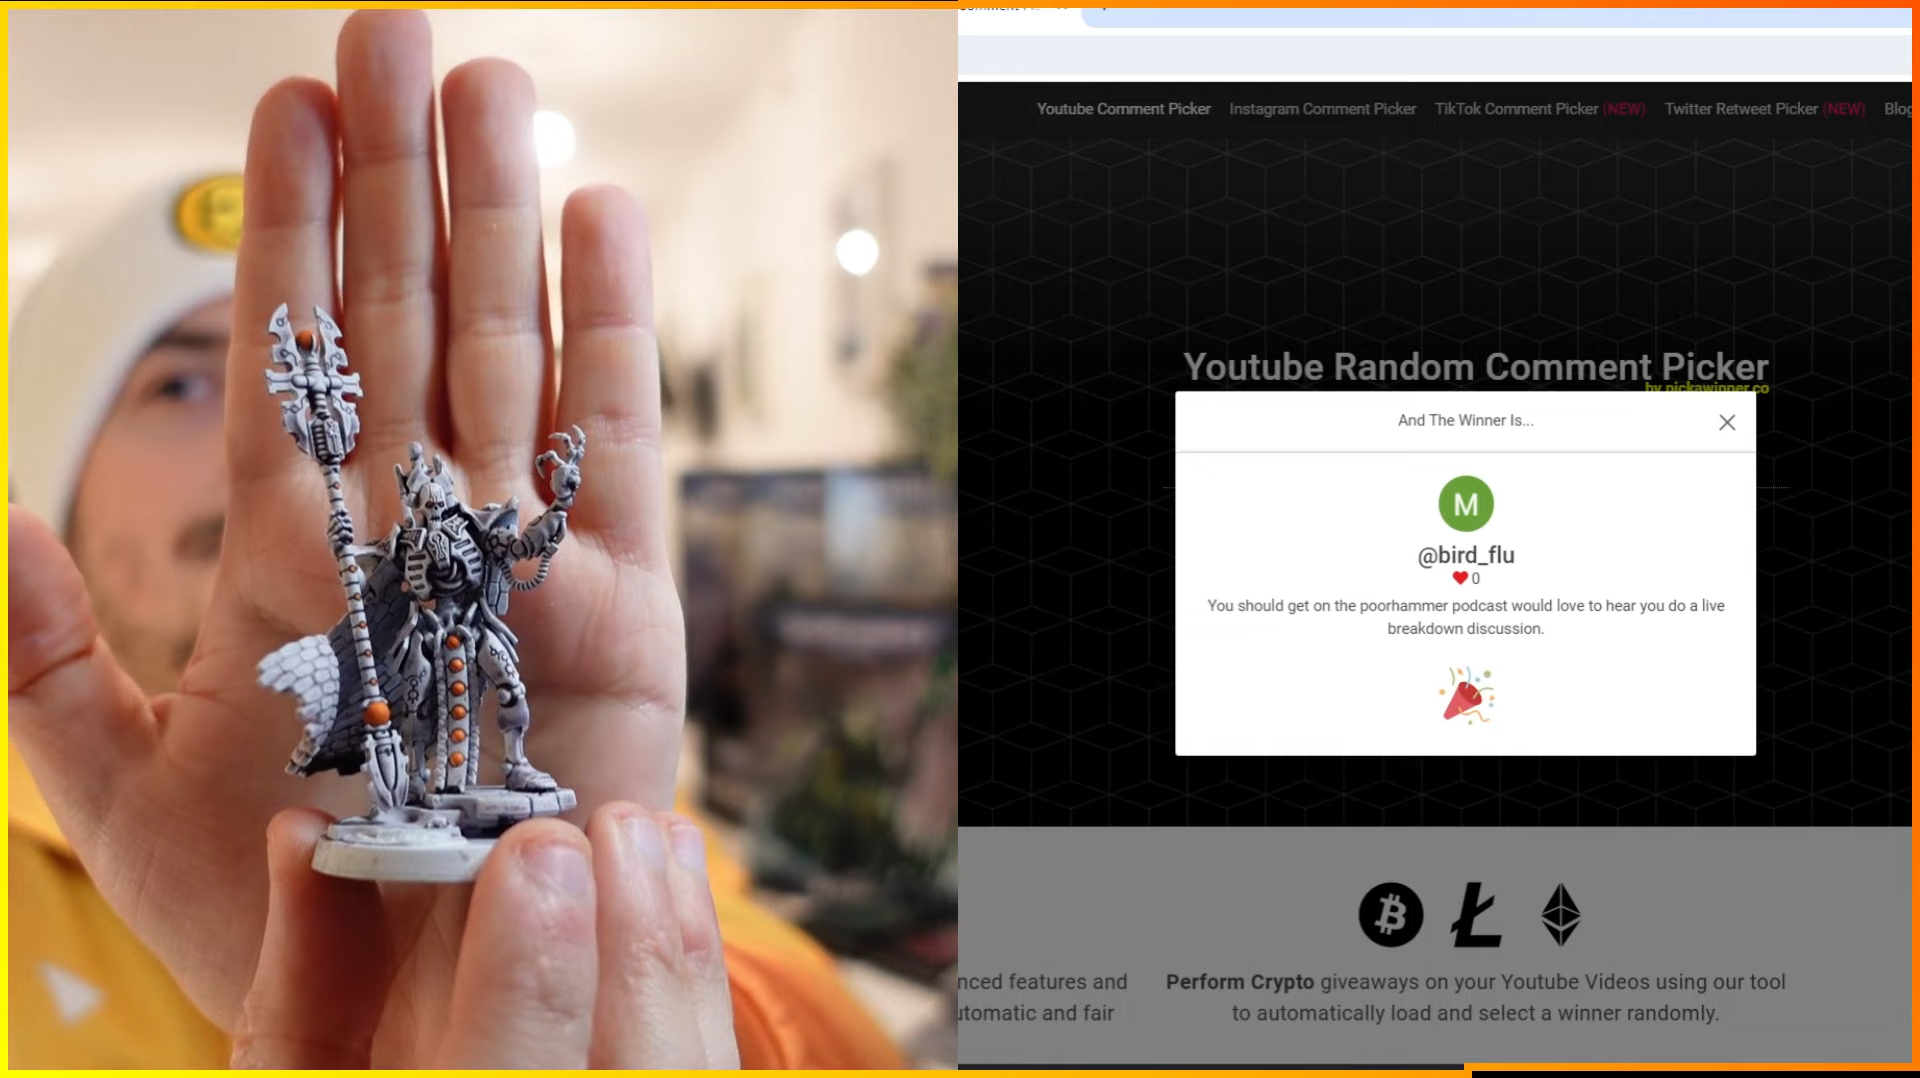 Youtube Comment Picker Instagram Comment Picker TikTok Comment Picker (NEW) Twitter Retweet Picker (NEW) Blog
Youtube Random Comment Picker
by pickawinner.co
And The Winner Is...
M
@bird_flu
0
You should get on the poorhammer podcast would love to hear you do a live
breakdown discussion.
nced features and
utomatic and fair
Perform Crypto giveaways on your Youtube Videos using our tool
to automatically load and select a winner randomly.